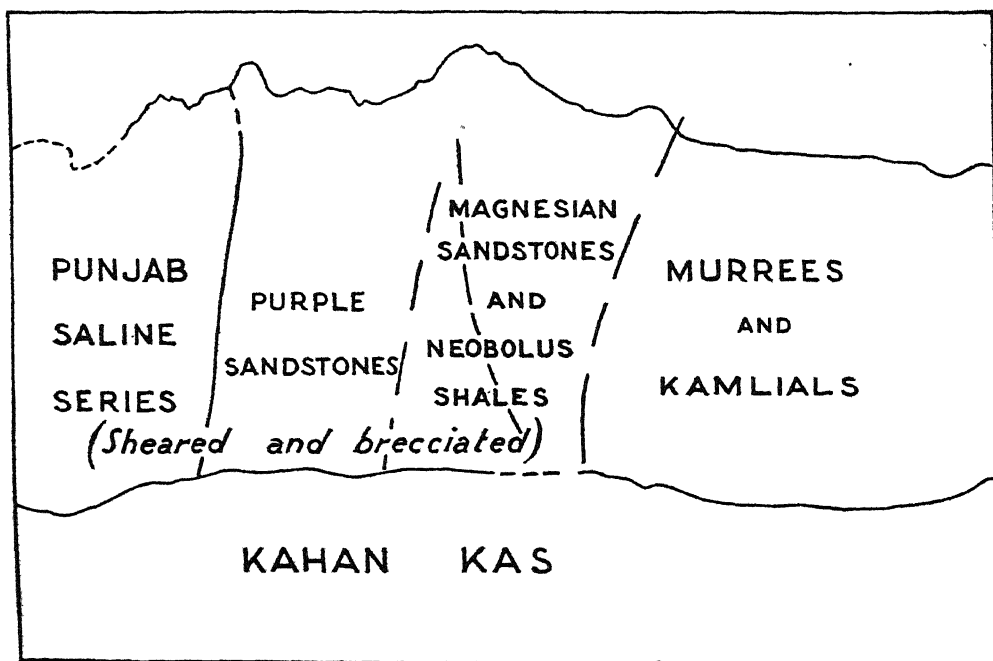 PUNJAB
SALINE
SERIES
PURPLE
SANDSTONES
MAGNESIAN
SANDSTONES
AND
NEOBOLUS
SHALES
(Sheared and brecciated)
MURREES
AND
KAMLIALS
KAHAN KAS